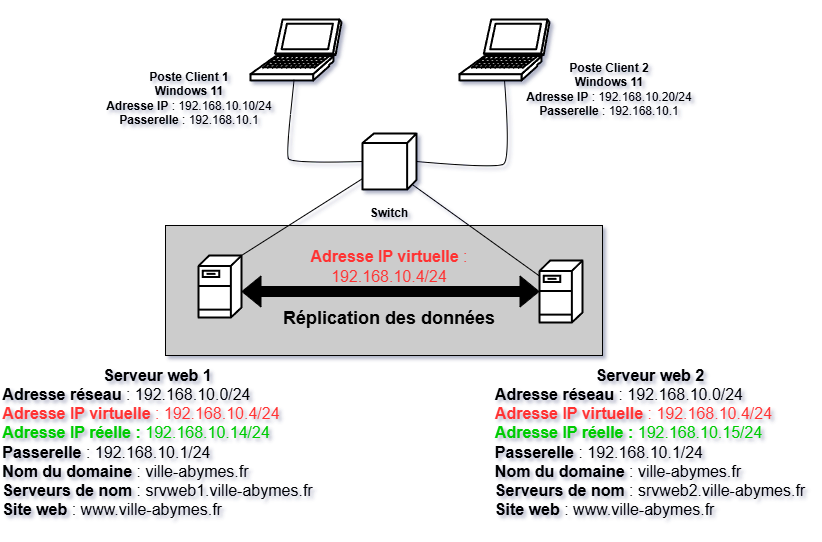 Poste Client 1
Windows 11
Adresse IP : 192.168.10.10/24
Passerelle : 192.168.10.1
Poste Client 2
Windows 11
Adresse IP : 192.168.10.20/24
Passerelle : 192.168.10.1
Switch
Adresse IP virtuelle :
192.168.10.4/24
Réplication des données
Serveur web 1
Adresse réseau : 192.168.10.0/24
Adresse IP virtuelle : 192.168.10.4/24
Adresse IP réelle : 192.168.10.14/24
Passerelle : 192.168.10.1/24
Nom du domaine : ville-abymes.fr
Serveurs de nom : srvweb1.ville-abymes.fr
Site web : www.ville-abymes.fr
Serveur web 2
Adresse réseau : 192.168.10.0/24
Adresse IP virtuelle : 192.168.10.4/24
Adresse IP réelle : 192.168.10.15/24
Passerelle : 192.168.10.1/24
Nom du domaine : ville-abymes.fr
Serveurs de nom : srvweb2.ville-abymes.fr
Site web : www.ville-abymes.fr